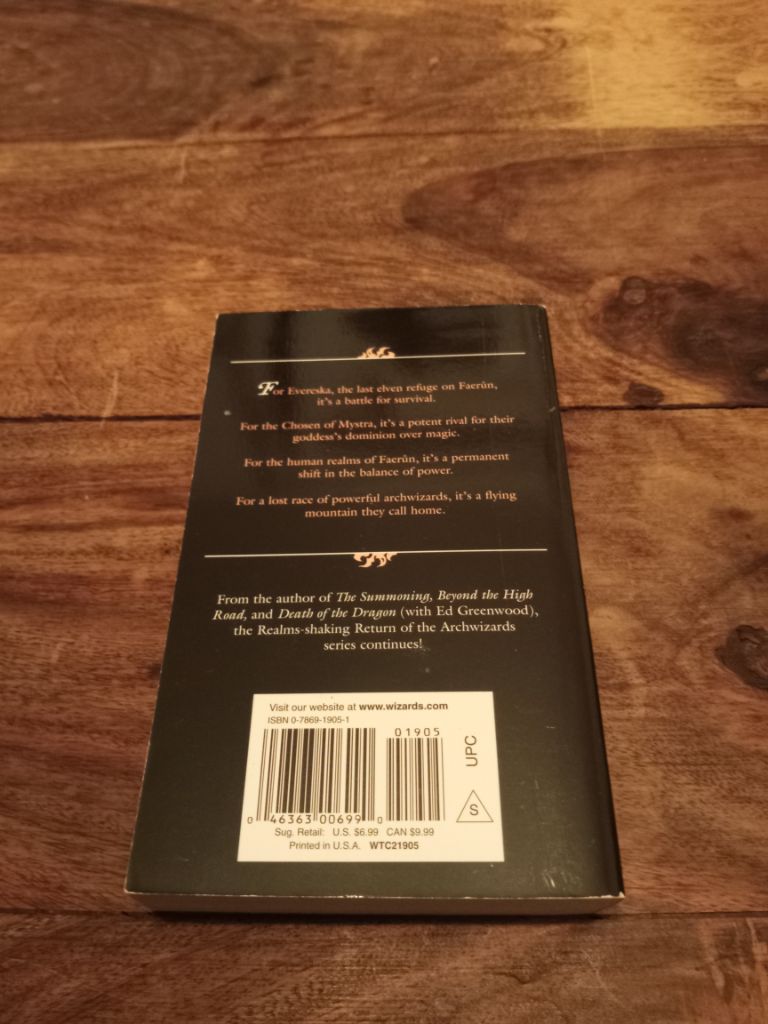 For Evereska, the last elven refuge on Faerûn,
it's a battle for survival.
For the Chosen of Mystra, it's a potent rival for their
goddess's dominion over magic.
For the human realms of Faerûn, it's a permanent
shift in the balance of power.
For a lost race of powerful archwizards, it's a flying
mountain they call home.
From the author of The Summoning, Beyond the High
Road, and Death of the Dragon (with Ed Greenwood),
the Realms-shaking Return of the Archwizards
series continues!
Visit our website at www.wizards.com
ISBN 0-7869-1905-1
01905
UPC
S
0 46363 00699 0
Sug. Retail: U.S. $6.99 CAN $9.99
Printed in U.S.A. WTC21905